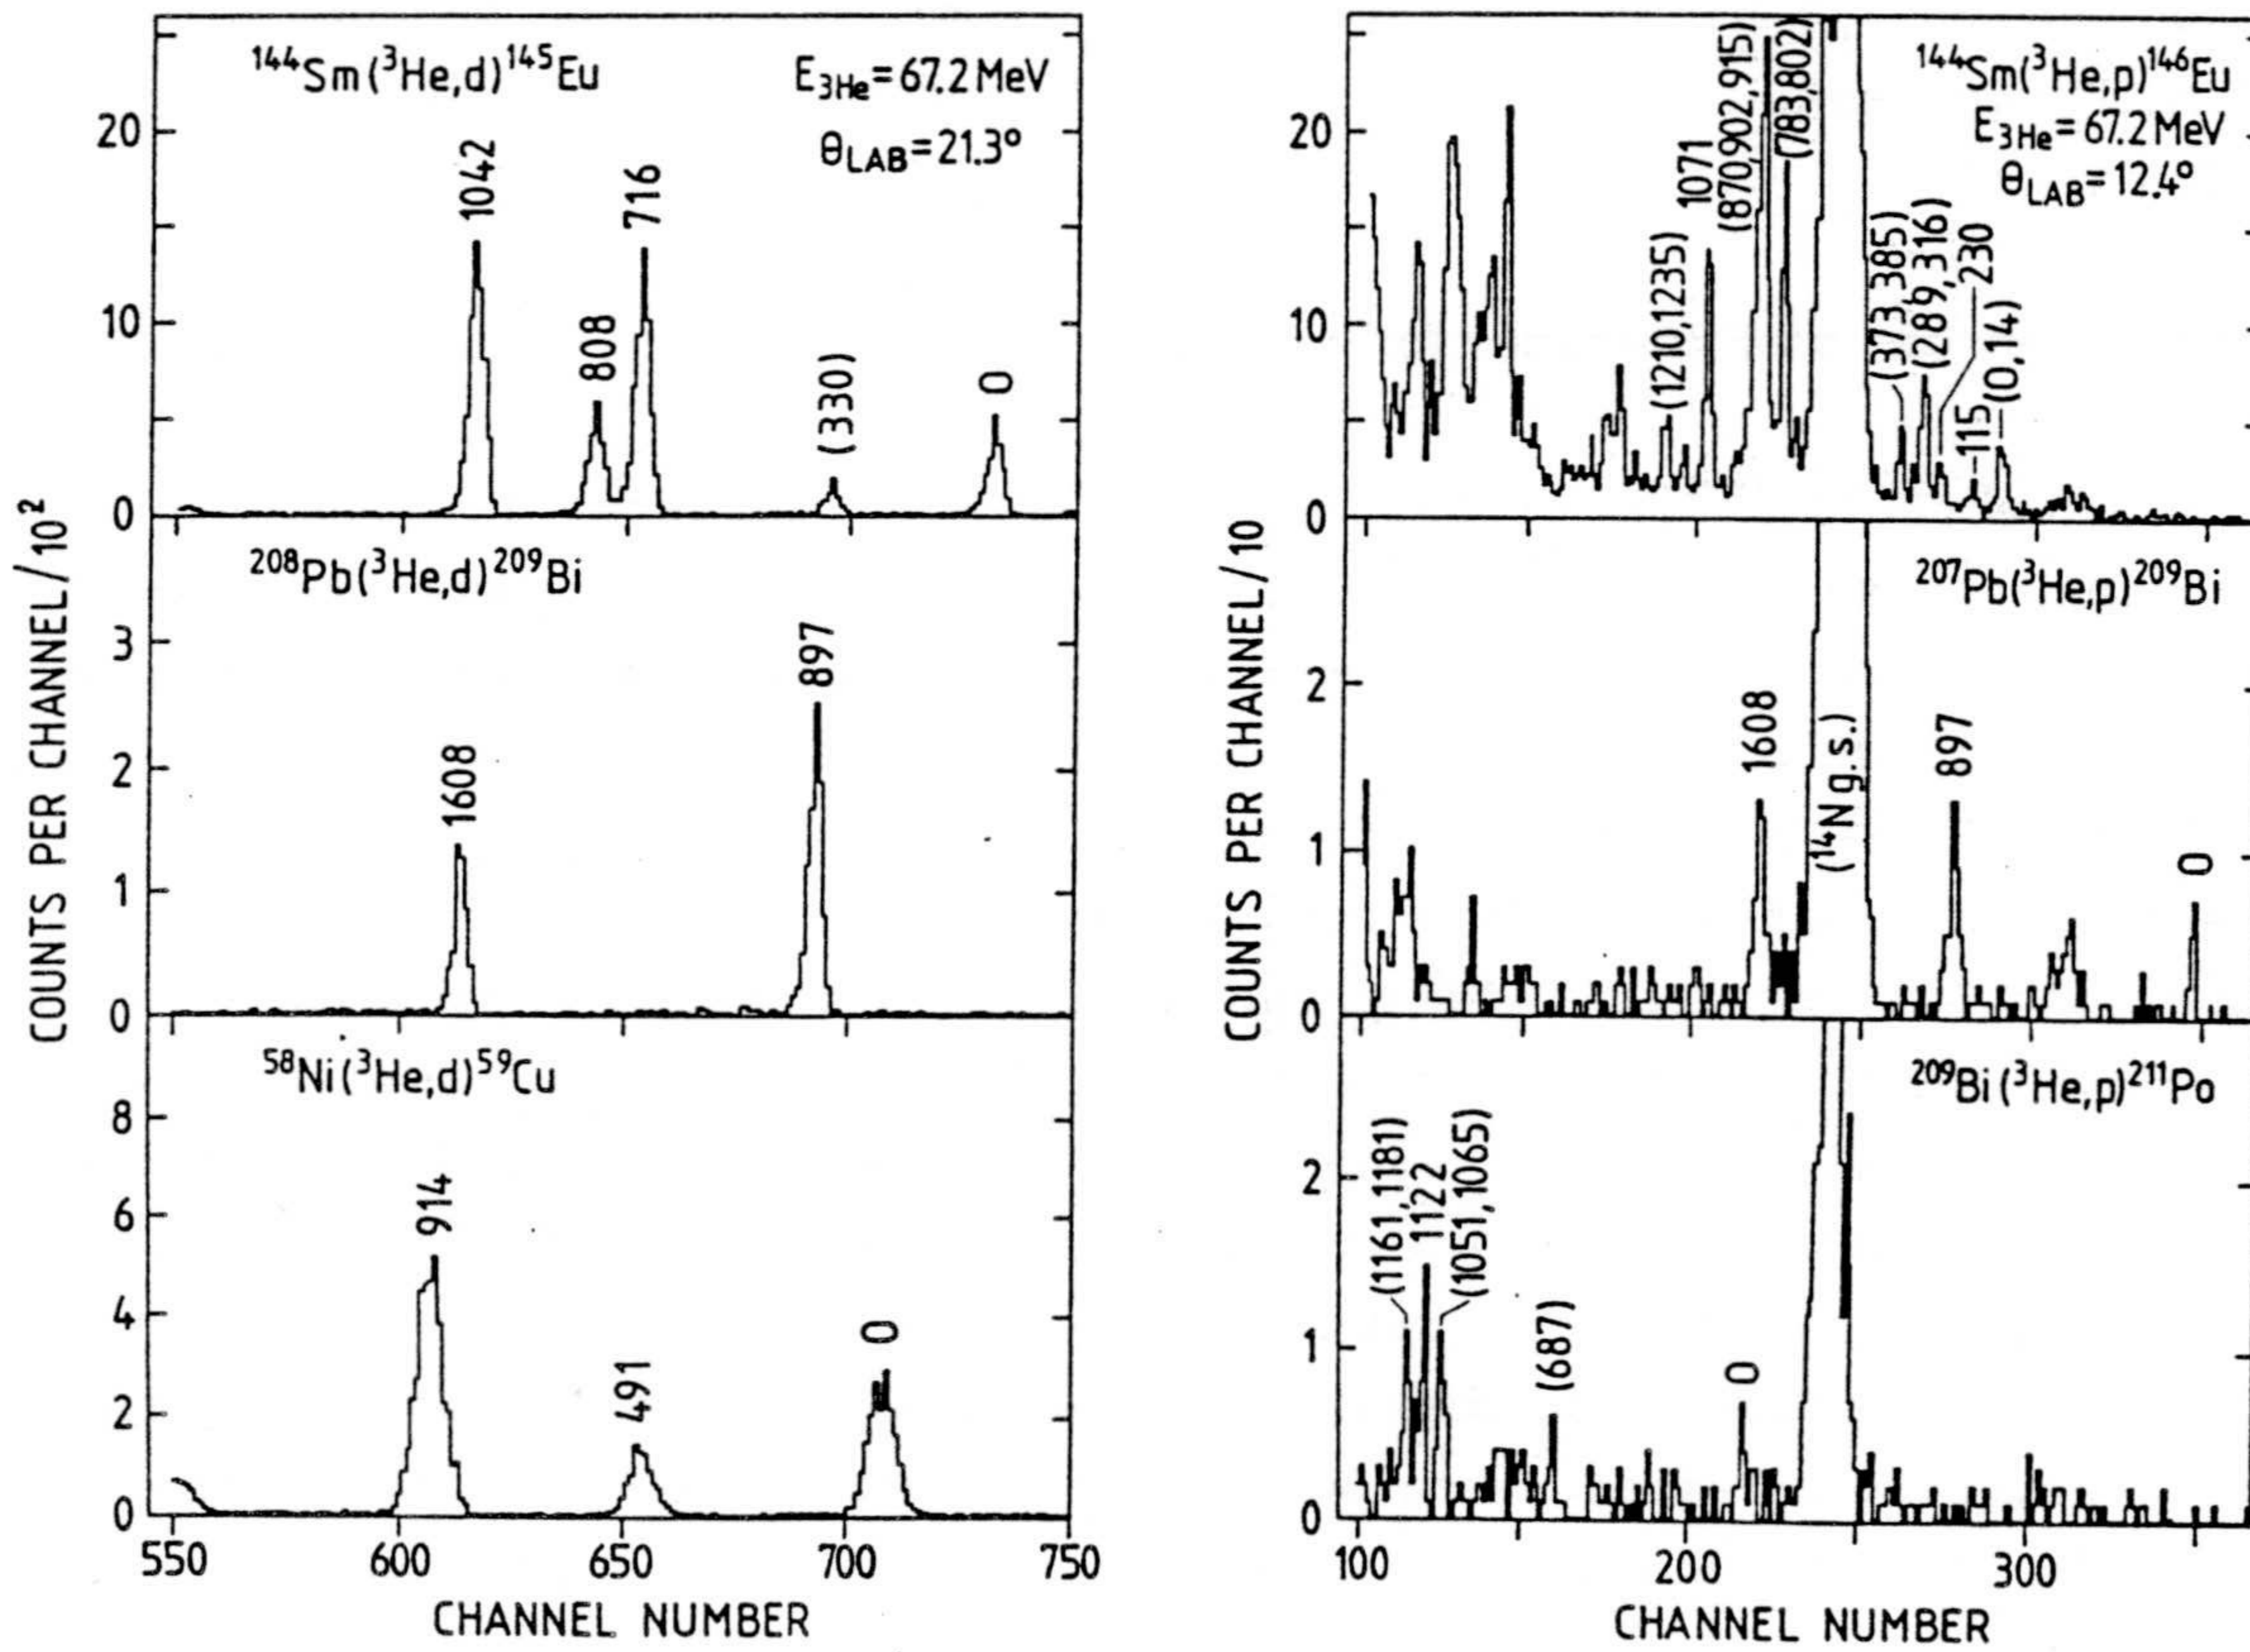 COUNTS PER CHANNEL/10²
¹⁴⁴Sm(³He,d)¹⁴⁵Eu
E₃He=67.2 MeV
θLAB=21.3°
20
10
0
1042
808
716
(330)
0
²⁰⁸Pb(³He,d)²⁰⁹Bi
3
2
1
0
1608
897
⁵⁸Ni(³He,d)⁵⁹Cu
8
6
4
2
0
914
491
0
550 600 650 700 750
CHANNEL NUMBER
COUNTS PER CHANNEL/10
¹⁴⁴Sm(³He,p)¹⁴⁶Eu
E₃He=67.2 MeV
θLAB=12.4°
20
10
0
(1210,1235)
1071
(870,902,915)
(783,802)
(373,385)
(289,316)
230
115
(0,14)
²⁰⁷Pb(³He,p)²⁰⁹Bi
2
1
0
1608
(¹⁴N g.s.)
897
0
²⁰⁹Bi(³He,p)²¹¹Po
2
1
0
(1161,1181)
1122
(1051,1065)
(687)
0
100 200 300
CHANNEL NUMBER